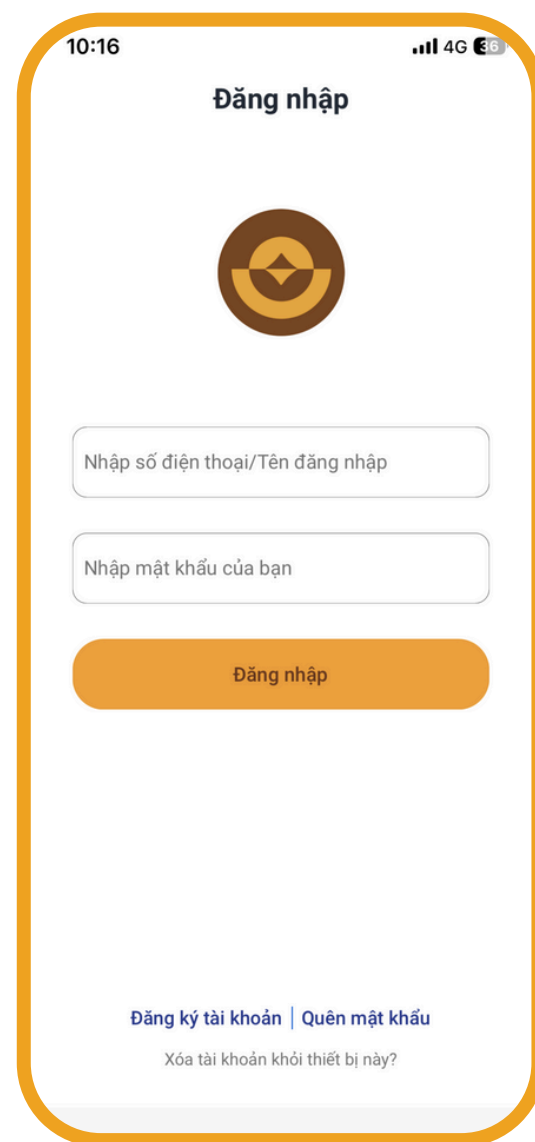 10:16 4G 36
Đăng nhập
Nhập số điện thoại/Tên đăng nhập
Nhập mật khẩu của bạn
Đăng nhập
Đăng ký tài khoản | Quên mật khẩu
Xóa tài khoản khỏi thiết bị này?